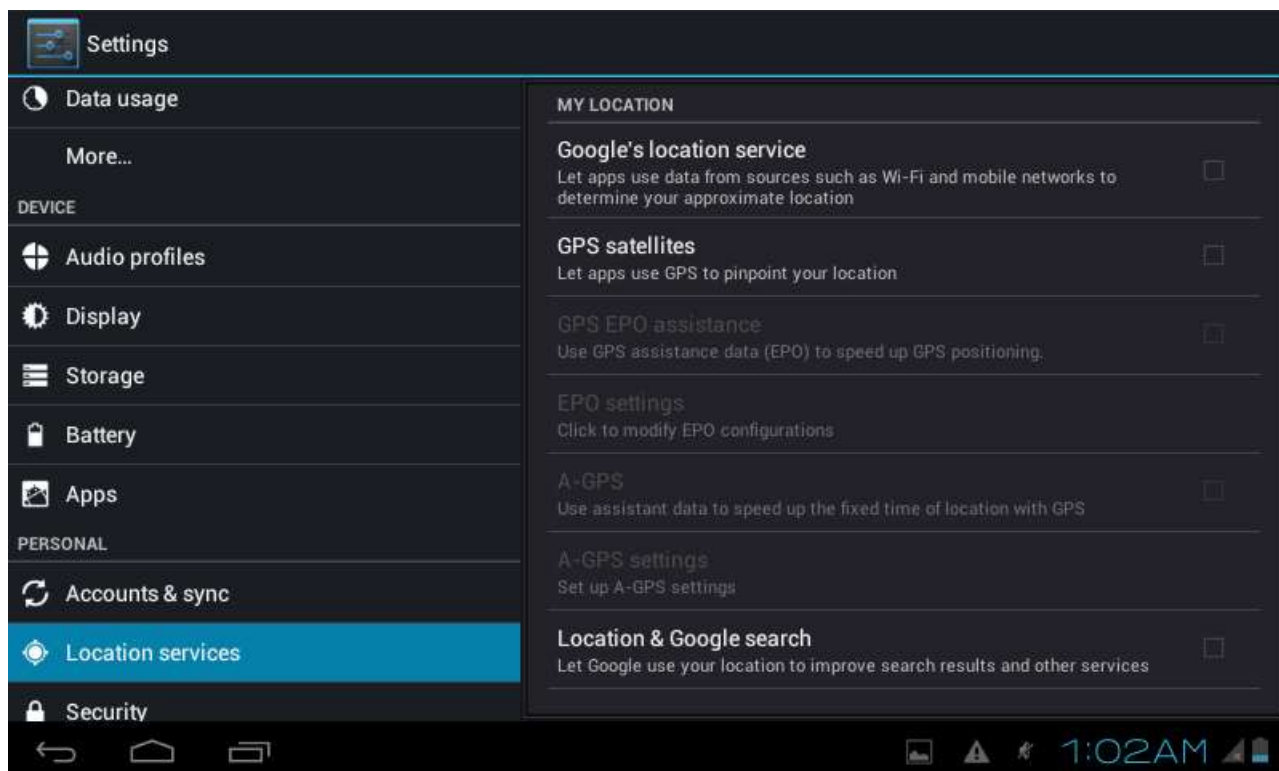 Settings
Data usage
More...
DEVICE
Audio profiles
Display
Storage
Battery
Apps
PERSONAL
Accounts & sync
Location services
Security
MY LOCATION
Google's location service
Let apps use data from sources such as Wi-Fi and mobile networks to
determine your approximate location
GPS satellites
Let apps use GPS to pinpoint your location
GPS EPO assistance
Use GPS assistance data (EPO) to speed up GPS positioning.
EPO settings
Click to modify EPO configurations
A-GPS
Use assistant data to speed up the fixed time of location with GPS
A-GPS settings
Set up A-GPS settings
Location & Google search
Let Google use your location to improve search results and other services
1:02AM